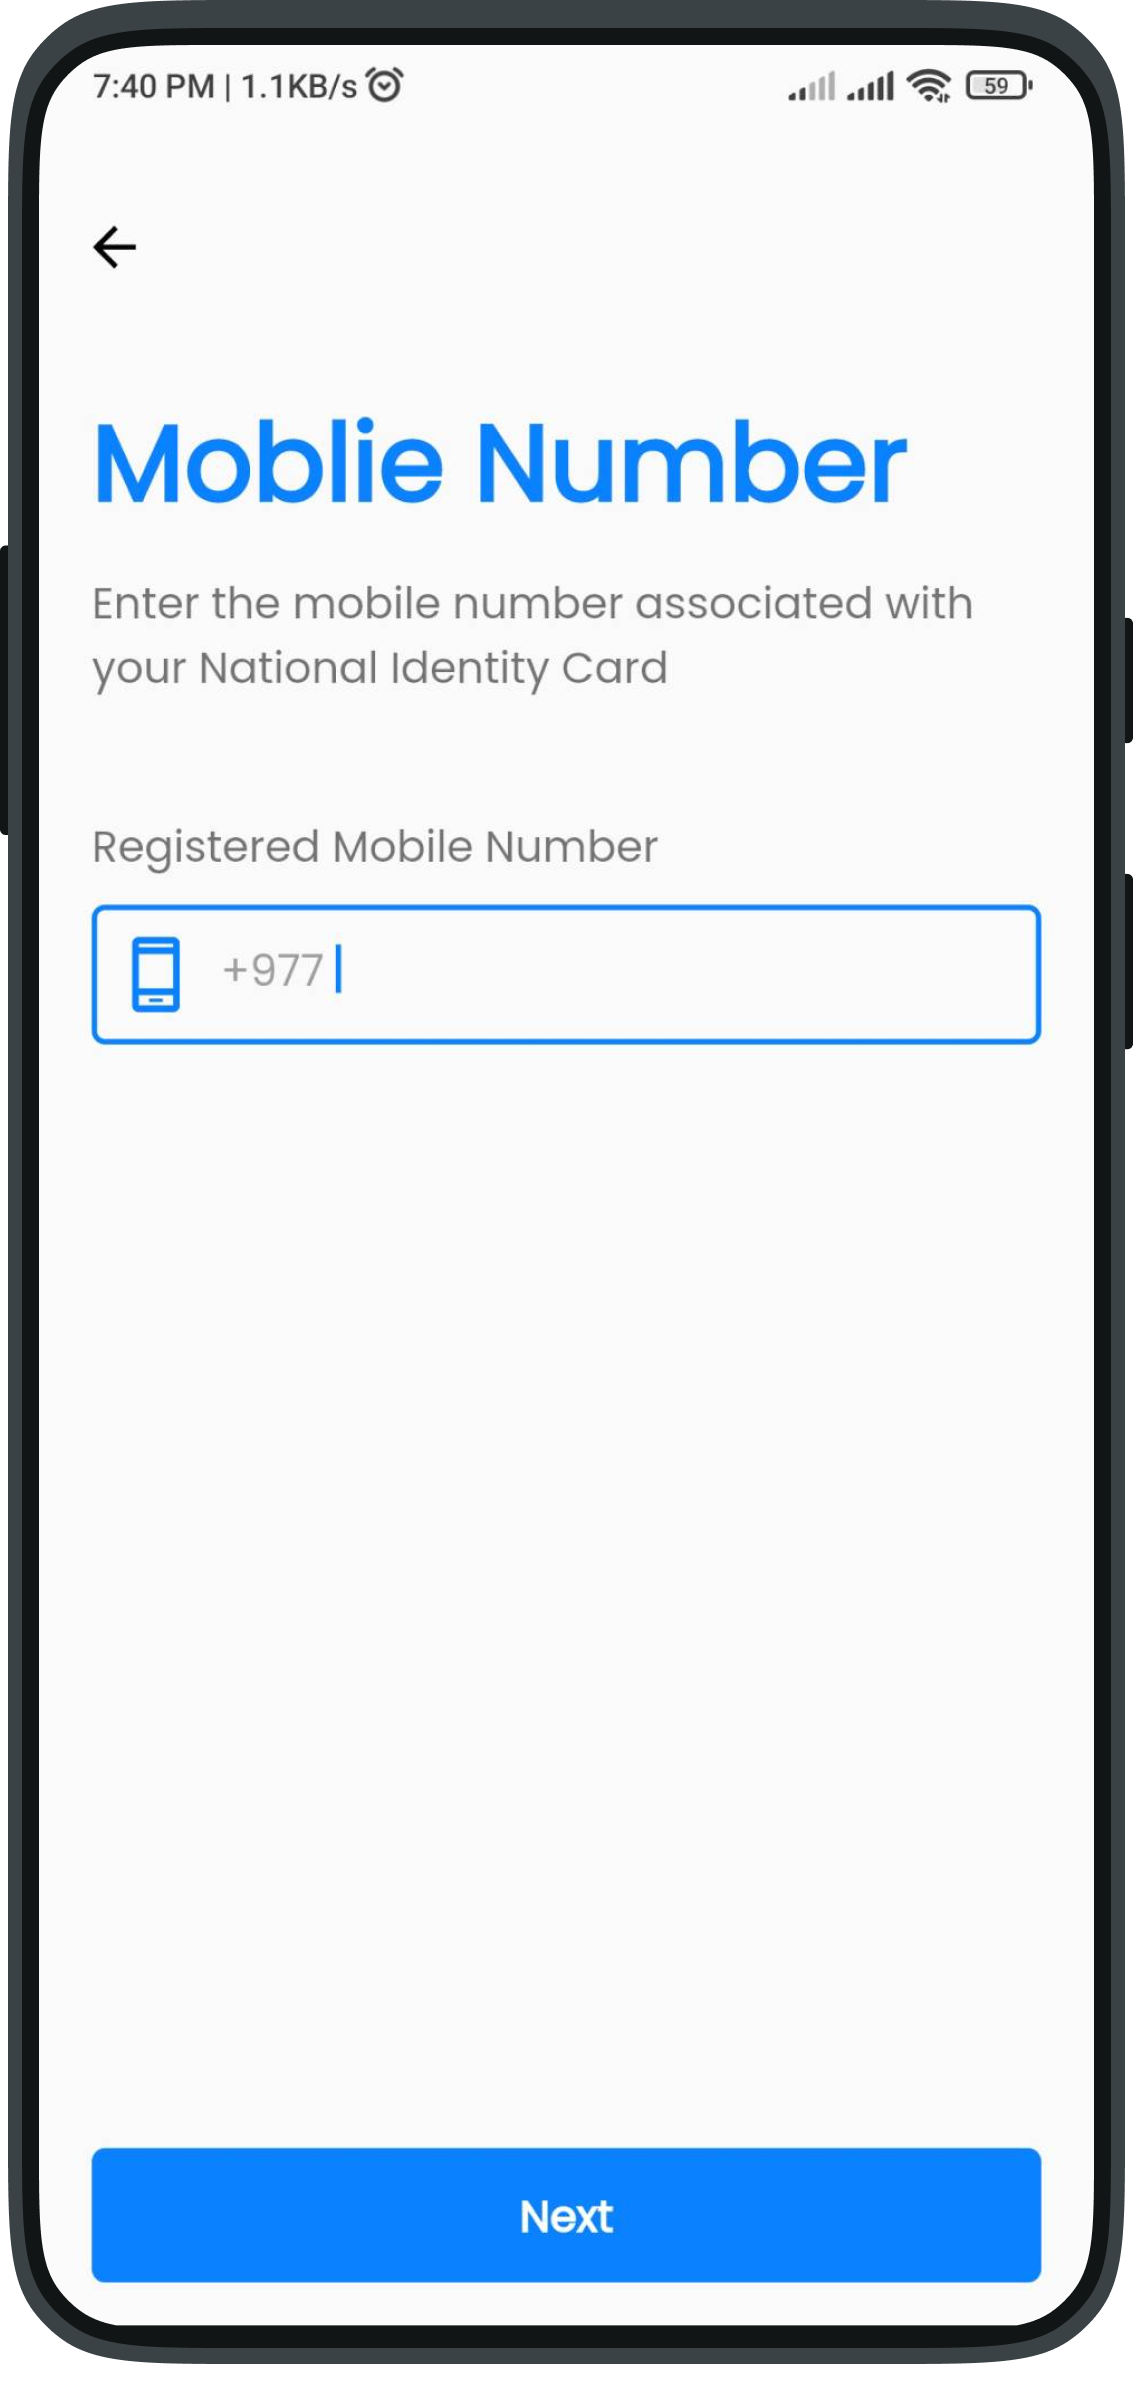 7:40 PM | 1.1KB/s
59
Moblie Number
Enter the mobile number associated with
your National Identity Card
Registered Mobile Number
+977
Next